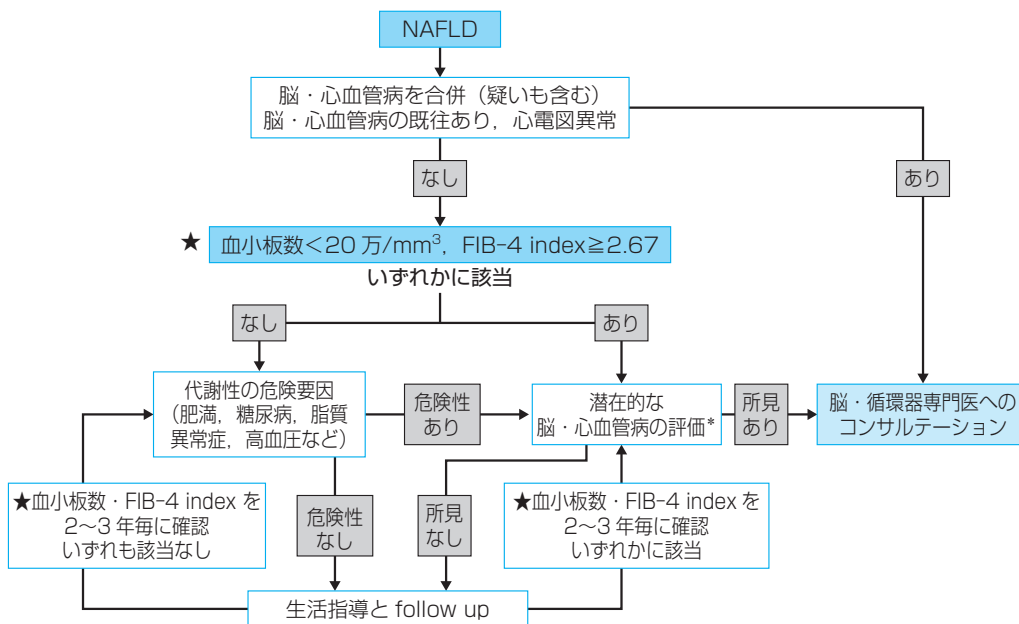 NAFLD
脳・心血管病を合併（疑いも含む）
脳・心血管病の既往あり，心電図異常
なし
あり
★ 血小板数＜20 万/mm³，FIB-4 index≧2.67
いずれかに該当
なし
あり
代謝性の危険要因
（肥満，糖尿病，脂質
異常症，高血圧など）
危険性
あり
潜在的な
脳・心血管病の評価*
所見
あり
脳・循環器専門医への
コンサルテーション
★血小板数・FIB-4 index を
2～3 年毎に確認
いずれも該当なし
危険性
なし
所見
なし
★血小板数・FIB-4 index を
2～3 年毎に確認
いずれかに該当
生活指導と follow up